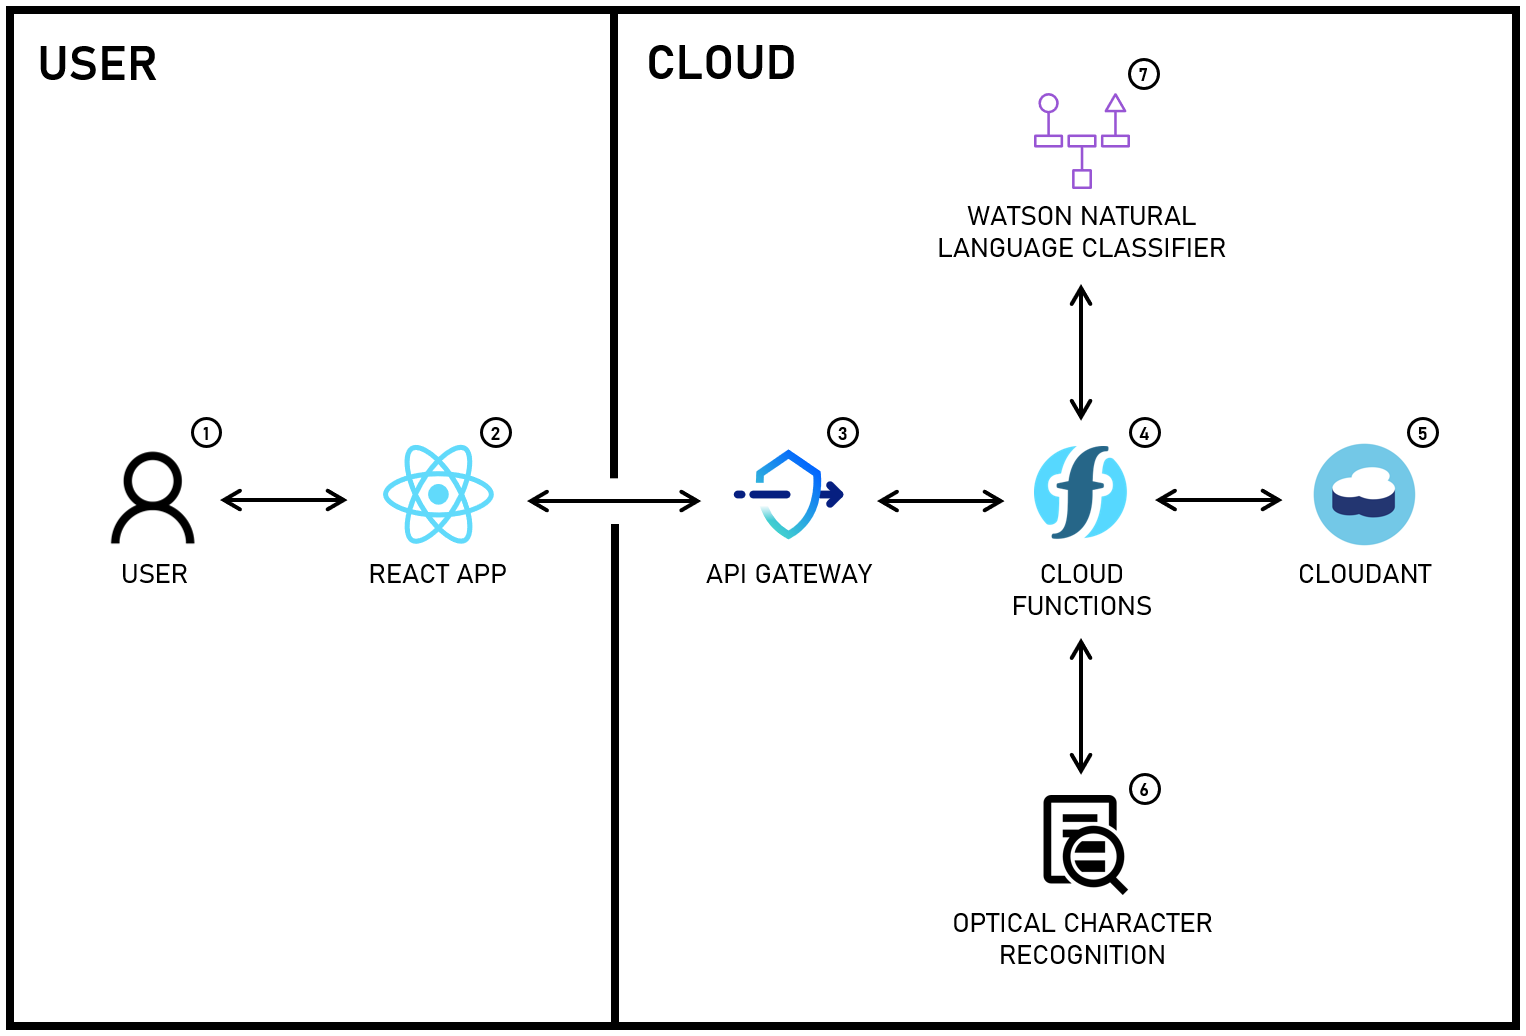 USER
CLOUD
7
WATSON NATURAL
LANGUAGE CLASSIFIER
1
2
3
4
5
USER
REACT APP
API GATEWAY
CLOUD
FUNCTIONS
CLOUDANT
6
OPTICAL CHARACTER
RECOGNITION